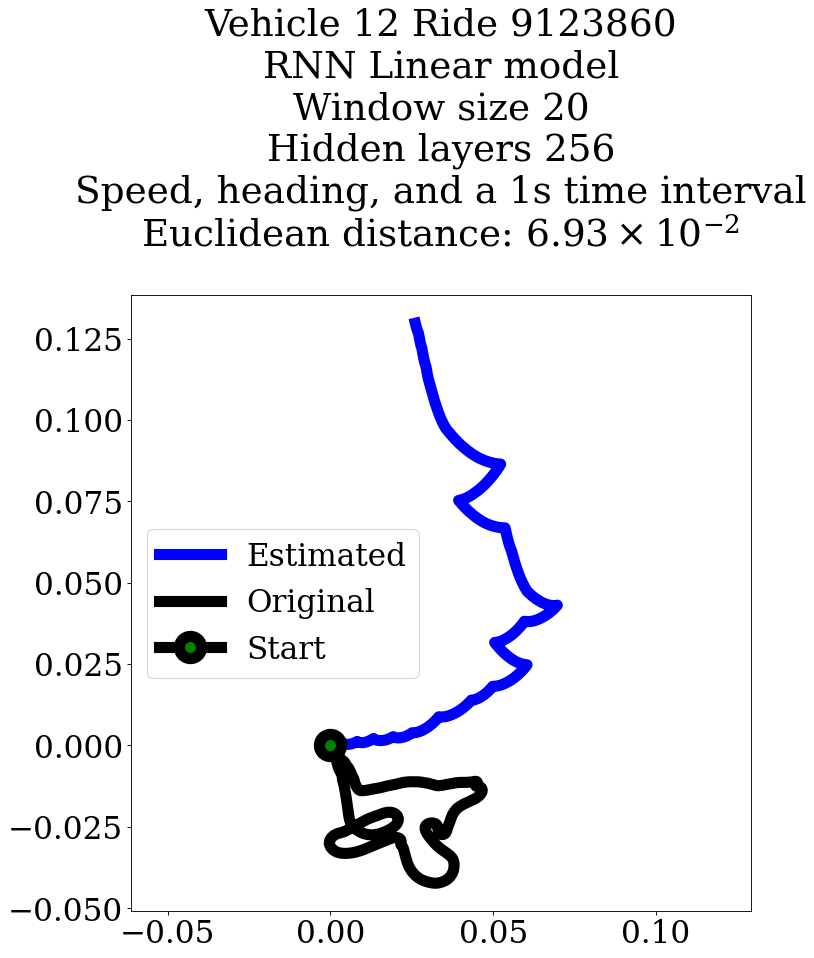 Vehicle 12 Ride 9123860
RNN Linear model
Window size 20
Hidden layers 256
Speed, heading, and a 1s time interval
Euclidean distance: 6.93 × 10⁻²
0.125
0.100
0.075
0.050
0.025
0.000
−0.025
−0.050
Estimated
Original
Start
−0.05
0.00
0.05
0.10